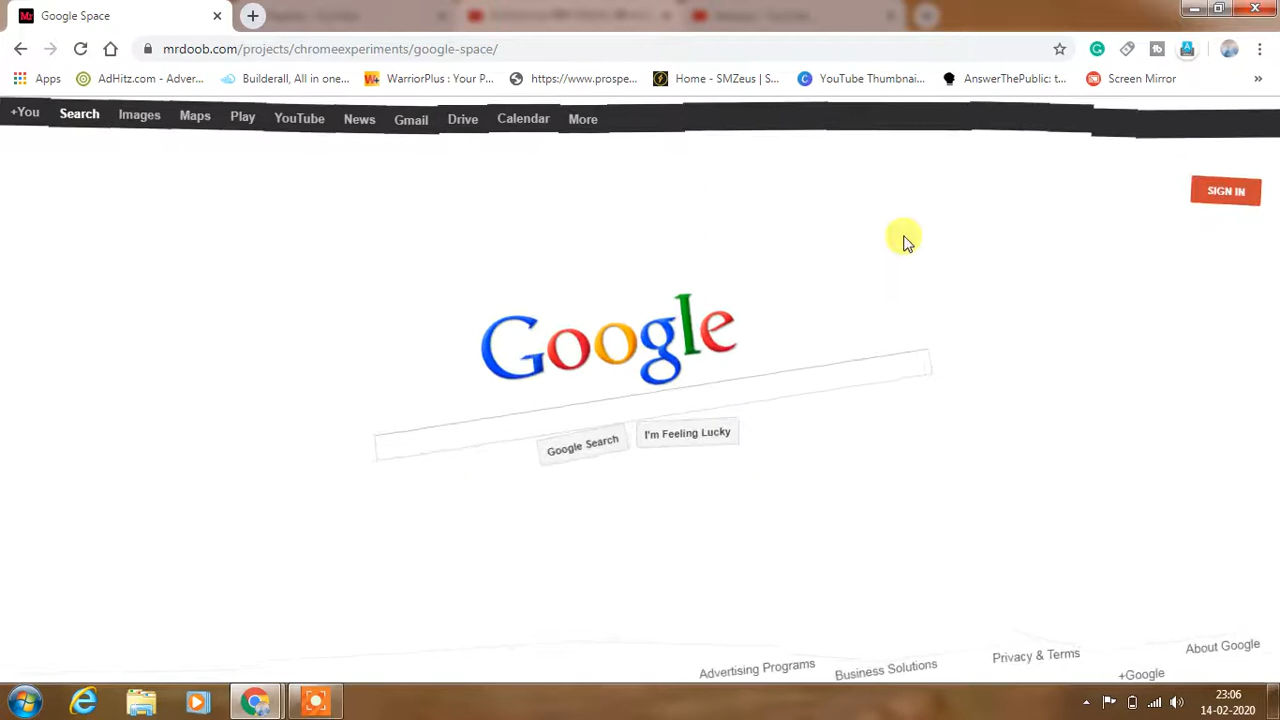 Google Space
mrdoob.com/projects/chromeexperiments/google-space/
Apps AdHitz.com - Adver... Builderall, All in one... WarriorPlus : Your P... https://www.prospe... Home - SMZeus | S... YouTube Thumbnai... AnswerThePublic: t... Screen Mirror »
+You Search Images Maps Play YouTube News Gmail Drive Calendar More
SIGN IN
Google
Google Search I'm Feeling Lucky
Advertising Programs Business Solutions Privacy & Terms +Google About Google
23:06
14-02-2020